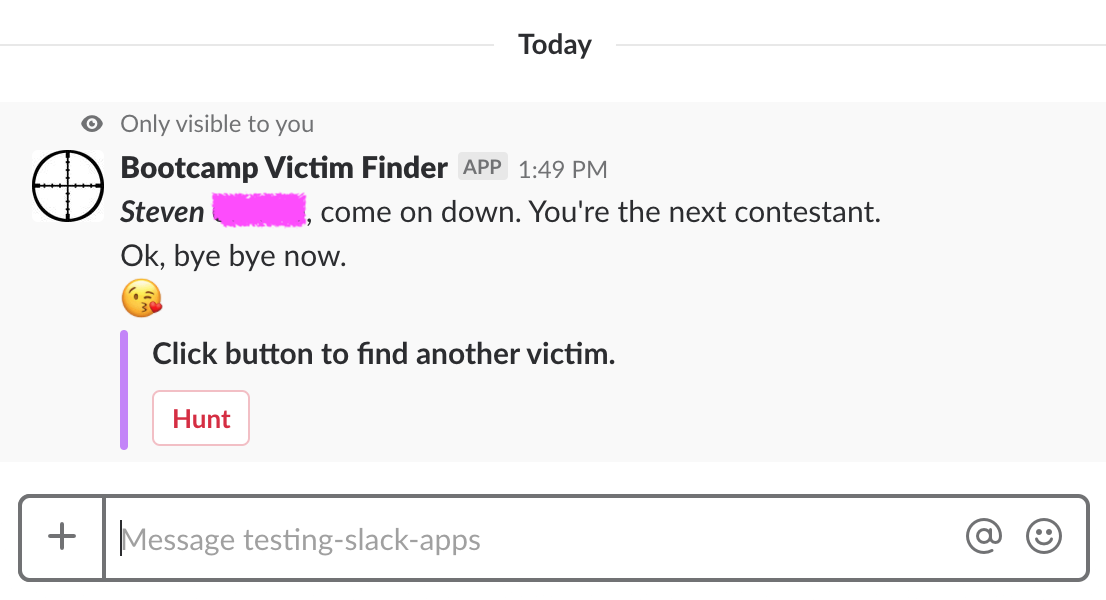 Today
Only visible to you
Bootcamp Victim Finder APP 1:49 PM
Steven , come on down. You're the next contestant.
Ok, bye bye now.
😘
Click button to find another victim.
Hunt
Message testing-slack-apps